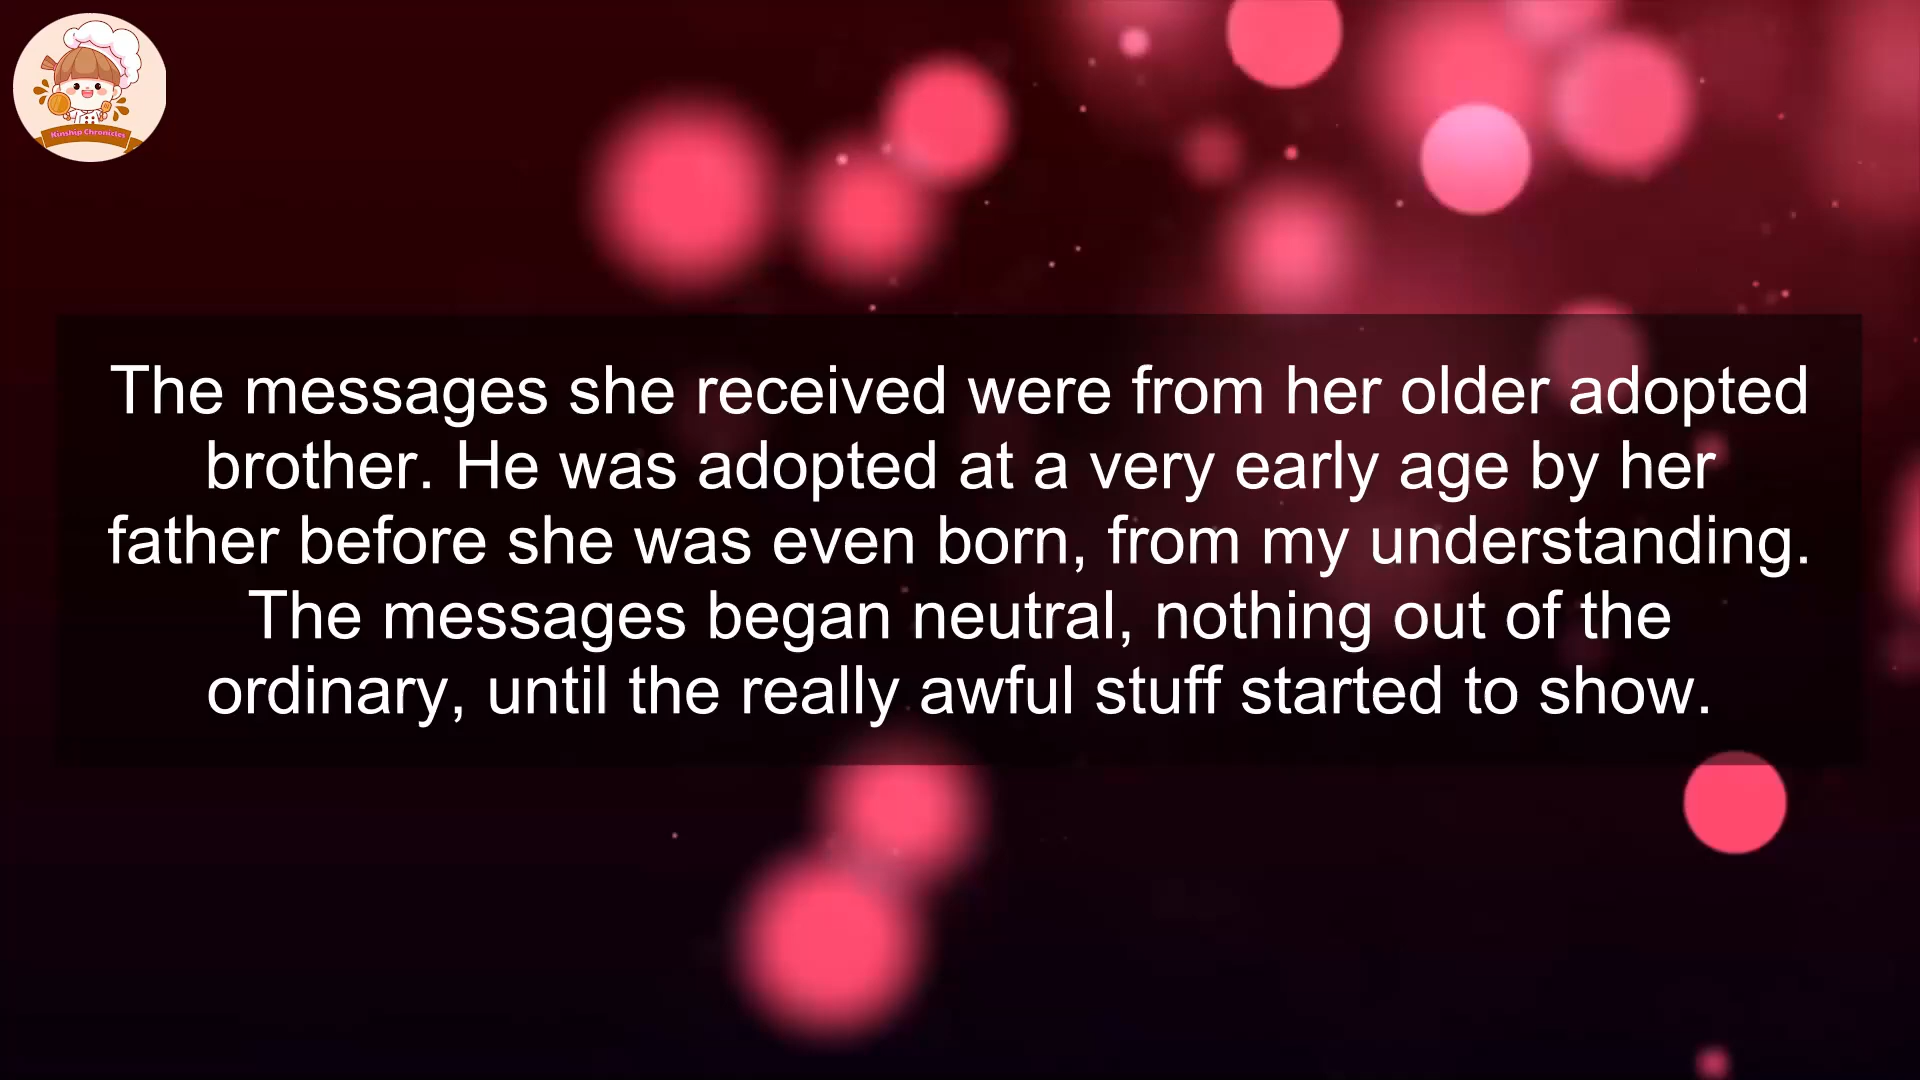 Kinship Chronicles
The messages she received were from her older adopted
brother. He was adopted at a very early age by her
father before she was even born, from my understanding.
The messages began neutral, nothing out of the
ordinary, until the really awful stuff started to show.